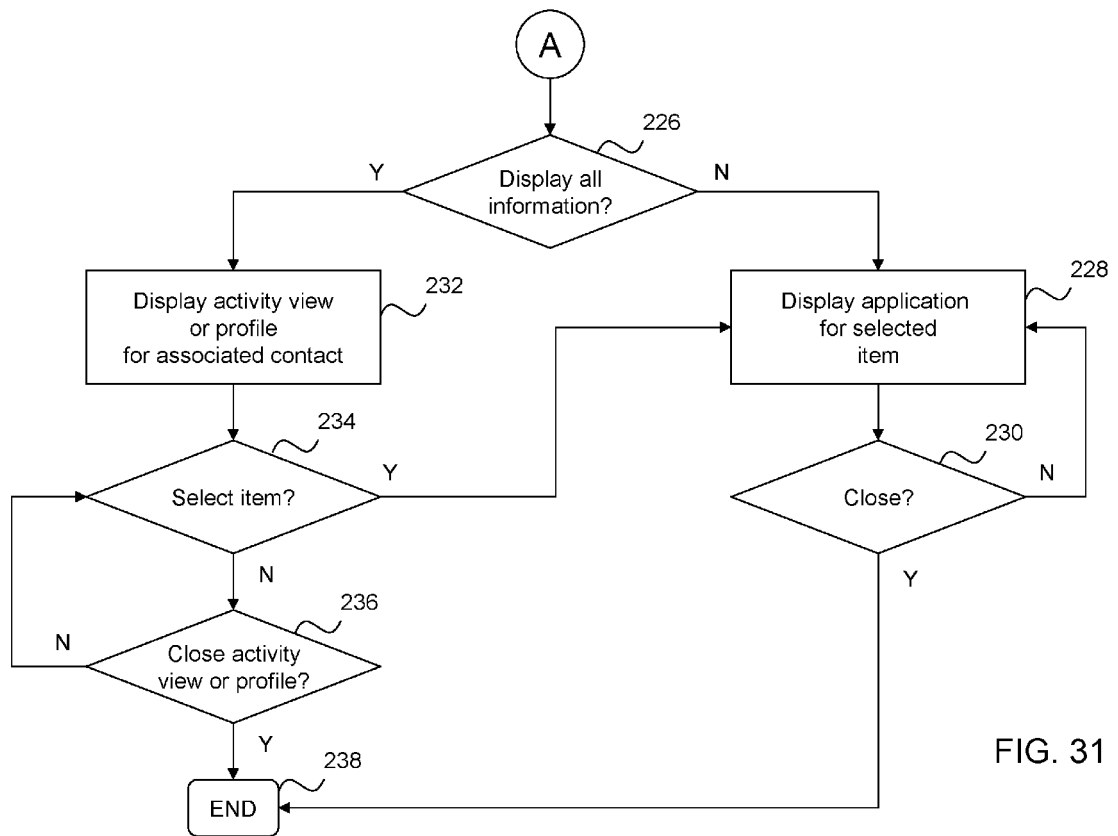 A
226
Y
N
Display all
information?
232
Display activity view
or profile
for associated contact
228
Display application
for selected
item
234
Y
Select item?
230
N
Close?
N
Y
236
N
Close activity
view or profile?
Y
238
END
FIG. 31